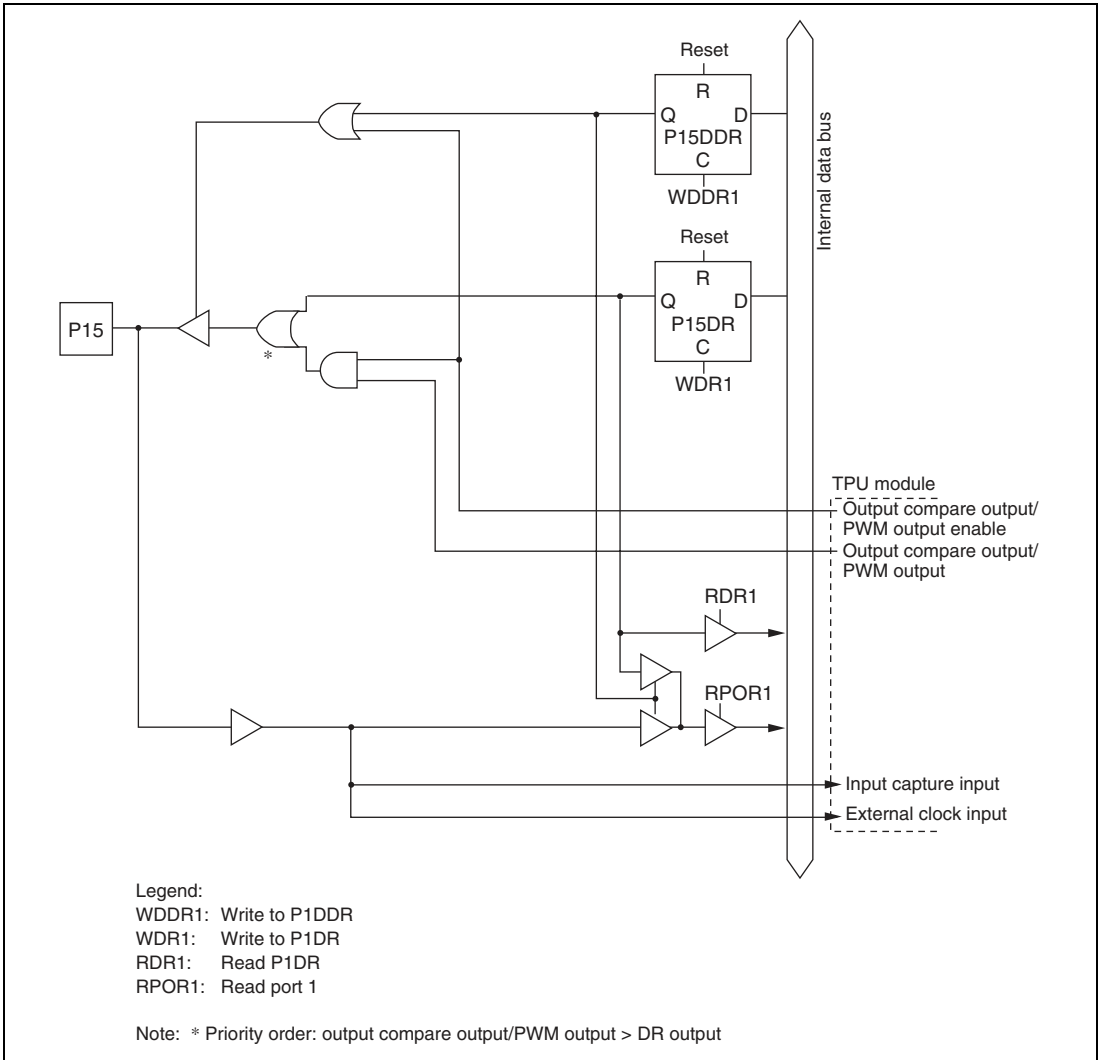 Reset
R
Q D
P15DDR
C
WDDR1
Internal data bus
Reset
R
Q D
P15DR
C
WDR1
P15
*
TPU module
Output compare output/
PWM output enable
Output compare output/
PWM output
RDR1
RPOR1
Input capture input
External clock input
Legend:
WDDR1: Write to P1DDR
WDR1: Write to P1DR
RDR1: Read P1DR
RPOR1: Read port 1
Note: * Priority order: output compare output/PWM output > DR output